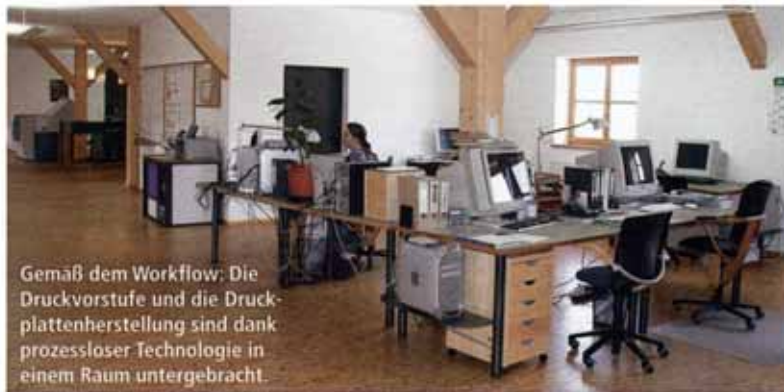 Gemäß dem Workflow: Die
Druckvorstufe und die Druck-
plattenherstellung sind dank
prozessloser Technologie in
einem Raum untergebracht.